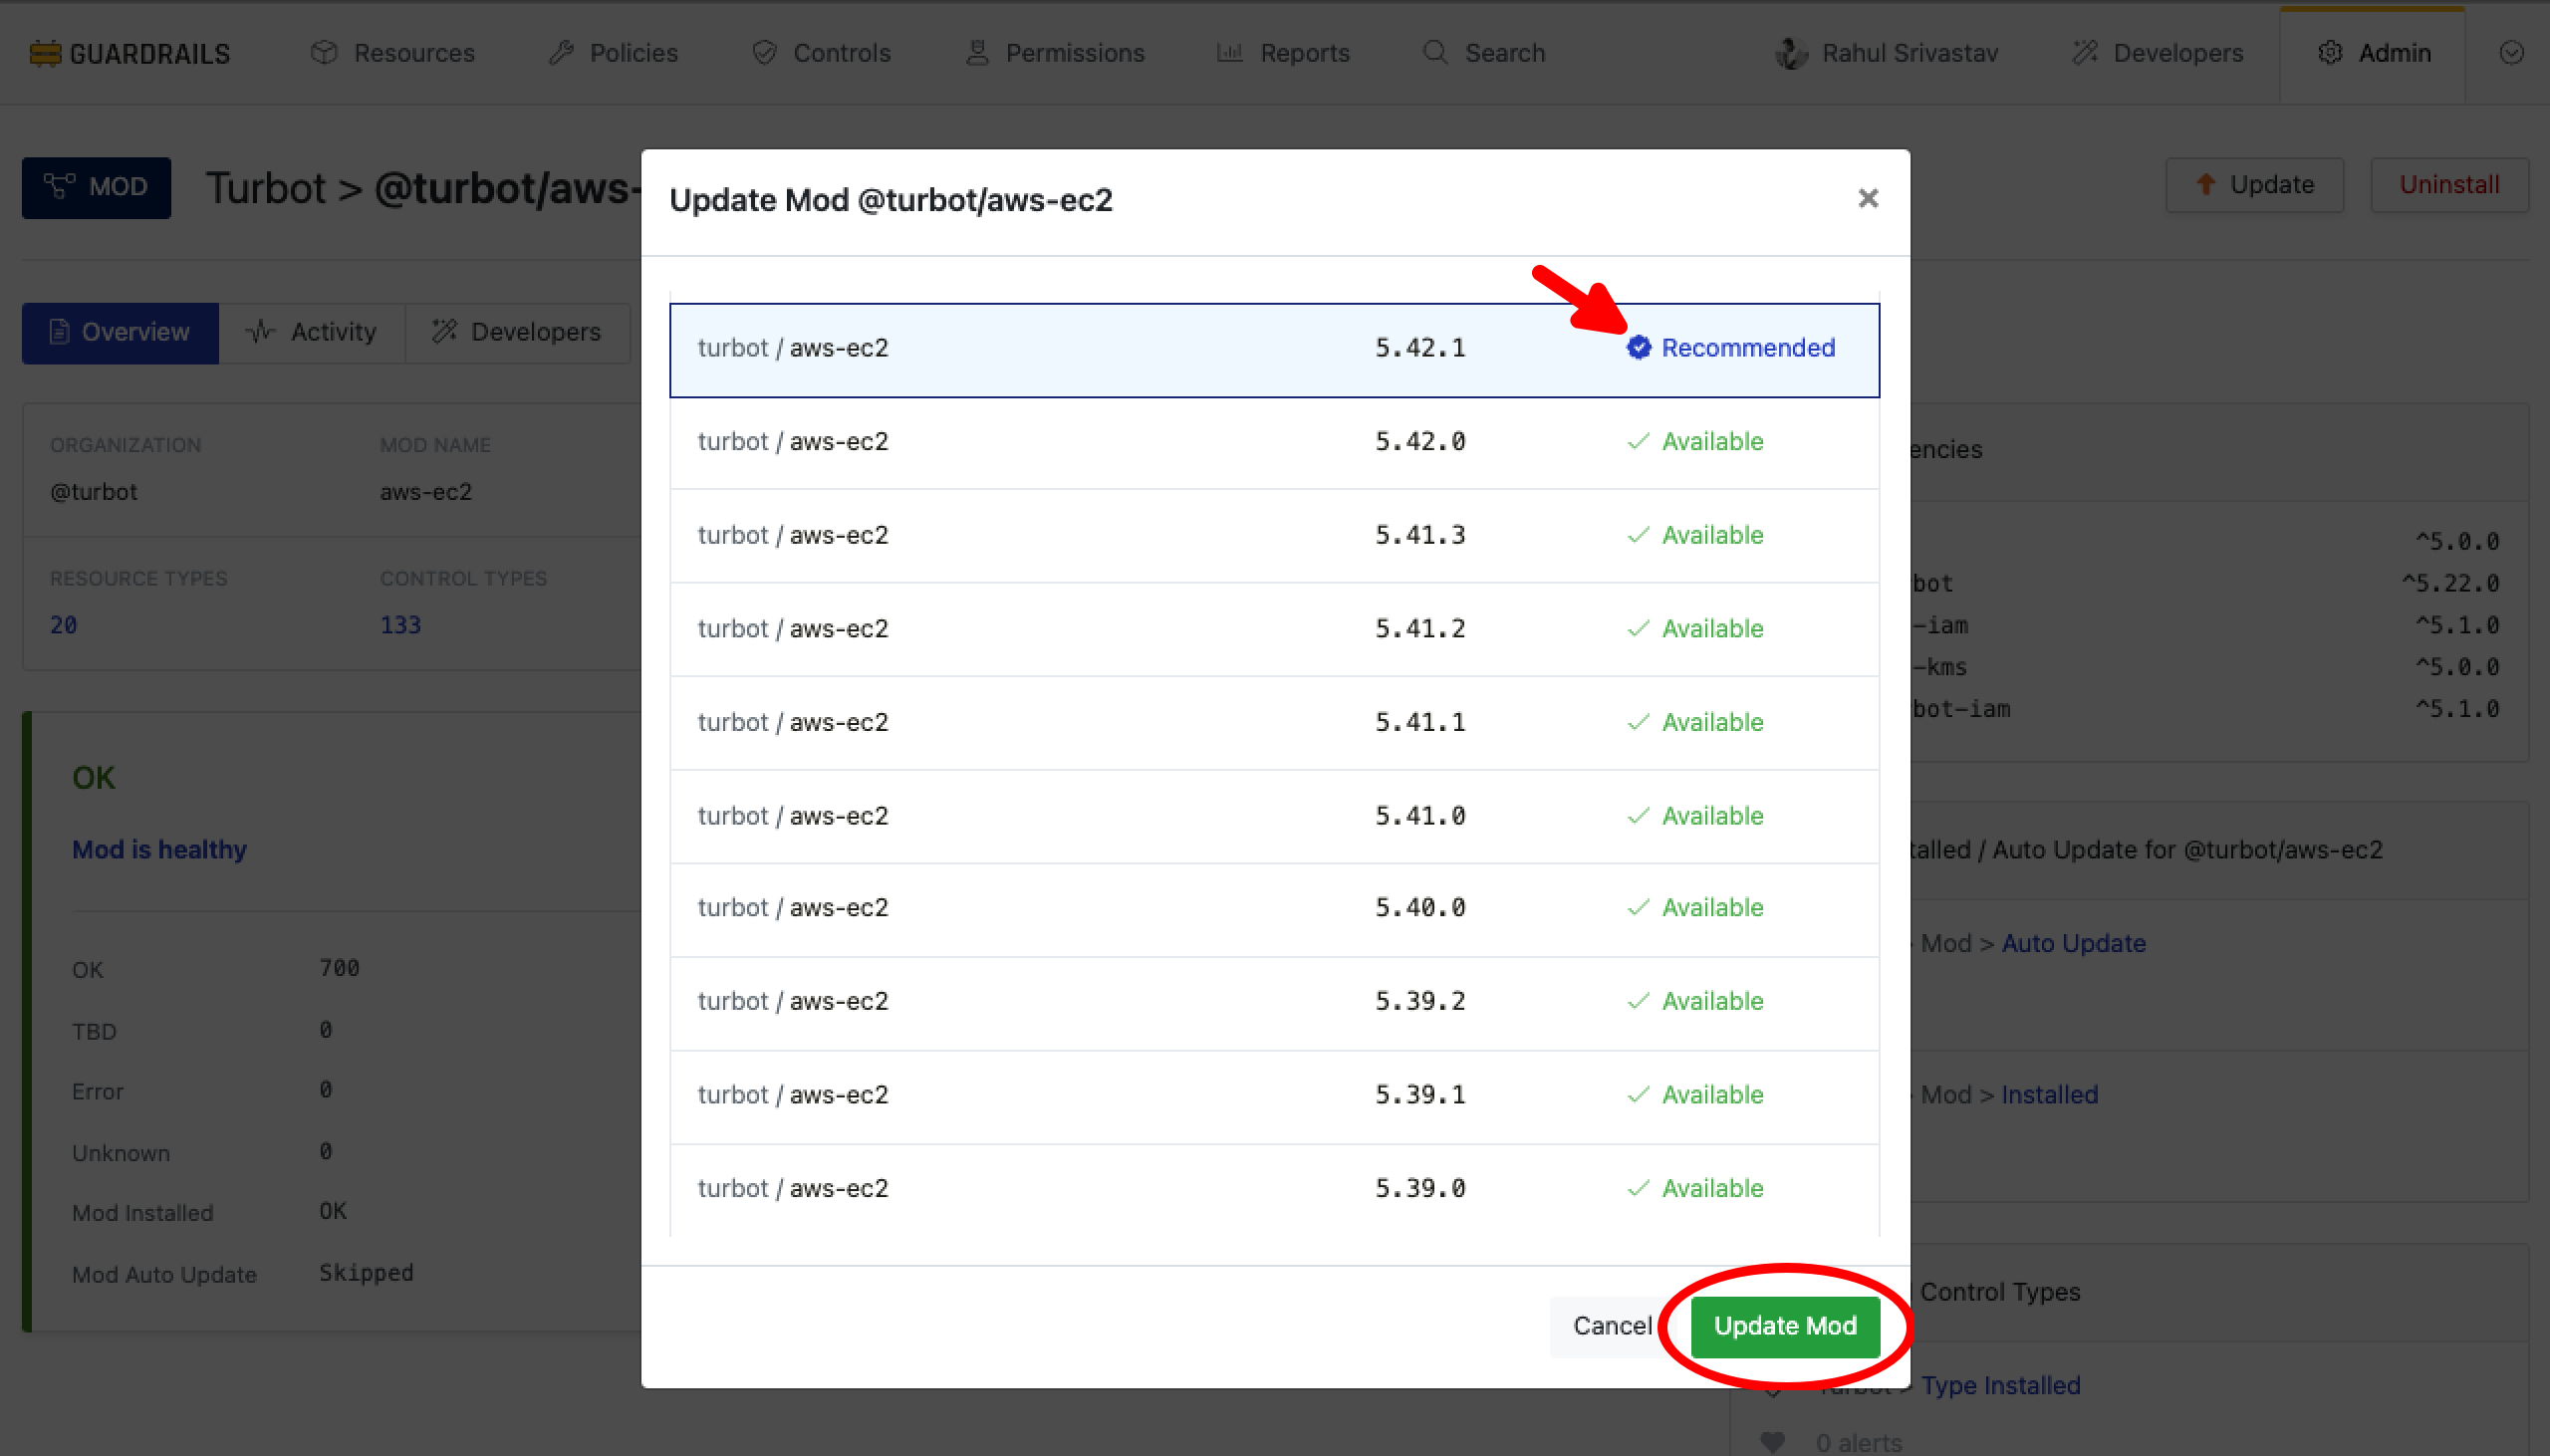 GUARDRAILS Resources Policies Controls Permissions Reports Search Rahul Srivastav Developers Admin
MOD Turbot > @turbot/aws-
Update Uninstall
Overview Activity Developers
ORGANIZATION MOD NAME
@turbot aws-ec2
RESOURCE TYPES CONTROL TYPES
20 133
OK
Mod is healthy
OK 700
TBD 0
Error 0
Unknown 0
Mod Installed OK
Mod Auto Update Skipped
Update Mod @turbot/aws-ec2
turbot / aws-ec2 5.42.1 Recommended
turbot / aws-ec2 5.42.0 Available
turbot / aws-ec2 5.41.3 Available
turbot / aws-ec2 5.41.2 Available
turbot / aws-ec2 5.41.1 Available
turbot / aws-ec2 5.41.0 Available
turbot / aws-ec2 5.40.0 Available
turbot / aws-ec2 5.39.2 Available
turbot / aws-ec2 5.39.1 Available
turbot / aws-ec2 5.39.0 Available
Cancel Update Mod
encies
^5.0.0
bot ^5.22.0
-iam ^5.1.0
-kms ^5.0.0
bot-iam ^5.1.0
talled / Auto Update for @turbot/aws-ec2
Mod > Auto Update
Mod > Installed
Control Types
Turbot > Type Installed
0 alerts